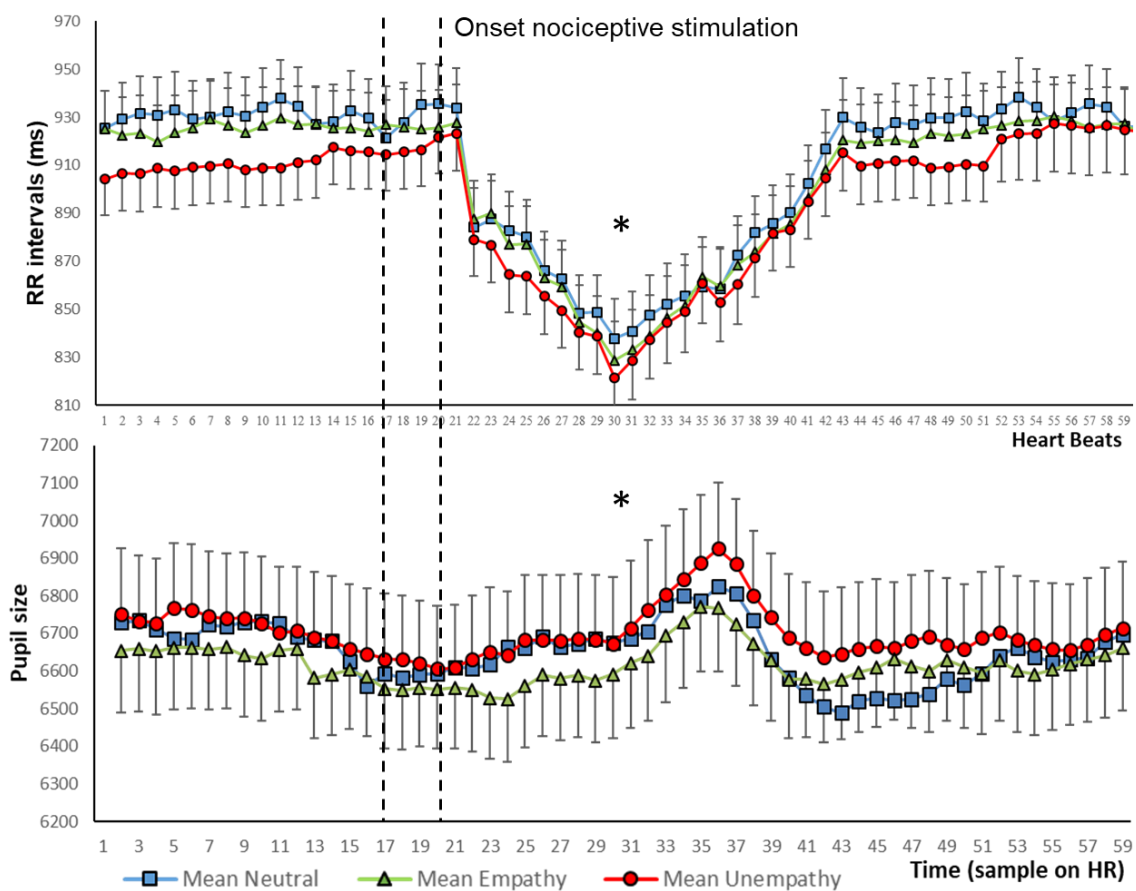 970
Onset nociceptive stimulation
950
930
910
890
870
850
830
810
RR intervals (ms)
*
1 2 3 4 5 6 7 8 9 10 11 12 13 14 15 16 17 18 19 20 21 22 23 24 25 26 27 28 29 30 31 32 33 34 35 36 37 38 39 40 41 42 43 44 45 46 47 48 49 50 51 52 53 54 55 56 57 58 59
Heart Beats
7200
7100
7000
6900
6800
6700
6600
6500
6400
6300
6200
Pupil size
*
1 3 5 7 9 11 13 15 17 19 21 23 25 27 29 31 33 35 37 39 41 43 45 47 49 51 53 55 57 59
Time (sample on HR)
Mean Neutral Mean Empathy Mean Unempathy